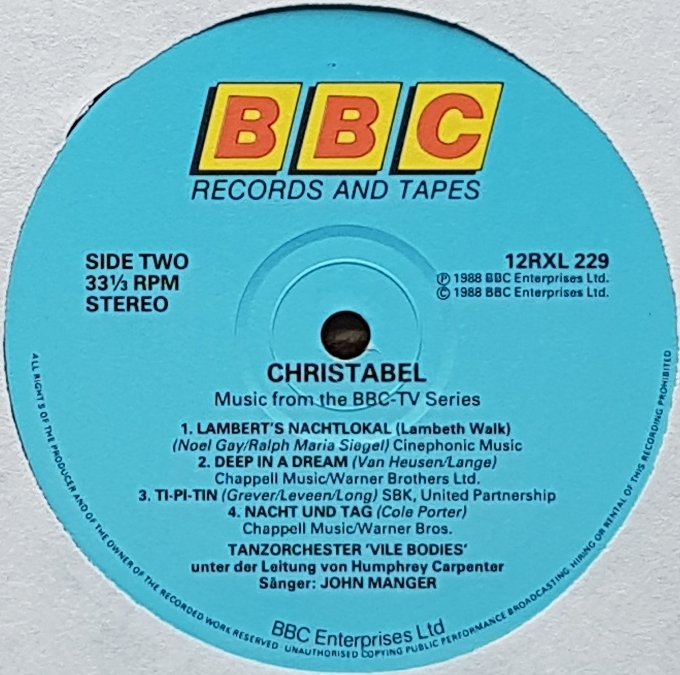 BBC
RECORDS AND TAPES
SIDE TWO
33⅓ RPM
STEREO
12RXL 229
℗ 1988 BBC Enterprises Ltd.
© 1988 BBC Enterprises Ltd.
CHRISTABEL
Music from the BBC-TV Series
1. LAMBERT'S NACHTLOKAL (Lambeth Walk)
(Noel Gay/Ralph Maria Siegel) Cinephonic Music
2. DEEP IN A DREAM (Van Heusen/Lange)
Chappell Music/Warner Brothers Ltd.
3. TI-PI-TIN (Grever/Leveen/Long) SBK, United Partnership
4. NACHT UND TAG (Cole Porter)
Chappell Music/Warner Bros.
TANZORCHESTER 'VILE BODIES'
unter der Leitung von Humphrey Carpenter
Sänger: JOHN MANGER
BBC Enterprises Ltd
ALL RIGHTS OF THE PRODUCER AND OF THE OWNER OF THE RECORDED WORK RESERVED · UNAUTHORISED COPYING PUBLIC PERFORMANCE BROADCASTING, HIRING OR RENTAL OF THIS RECORDING PROHIBITED